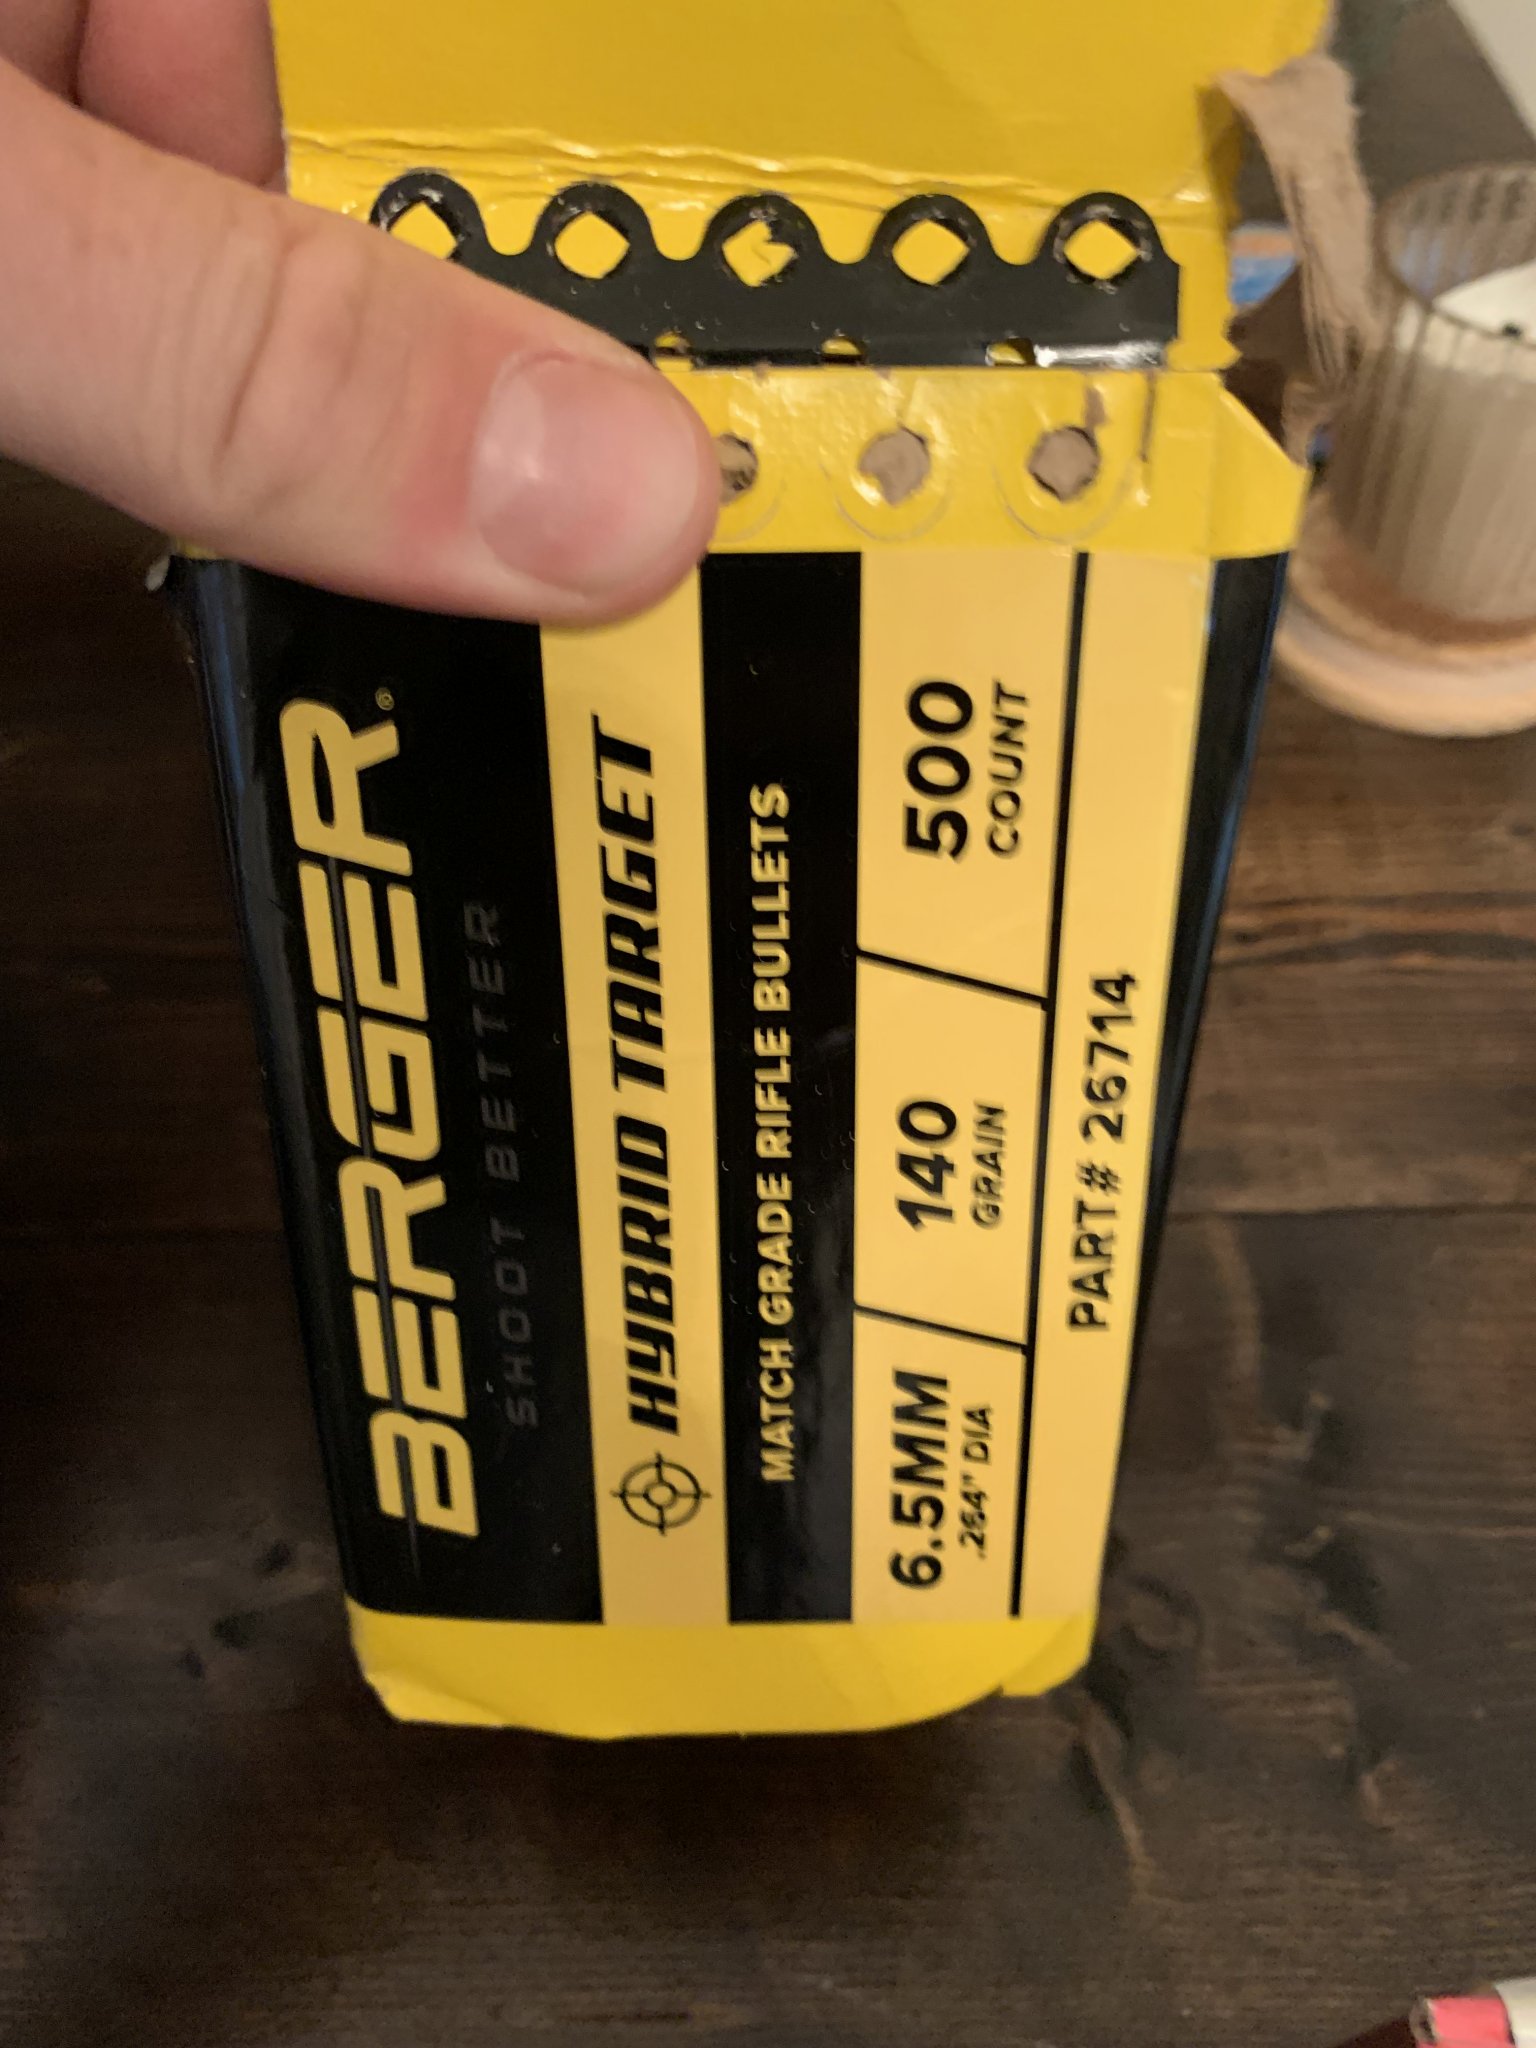 BERGER®
SHOOT BETTER
HYBRID TARGET
MATCH GRADE RIFLE BULLETS
6.5MM
.264" DIA
140
GRAIN
500
COUNT
PART# 26714